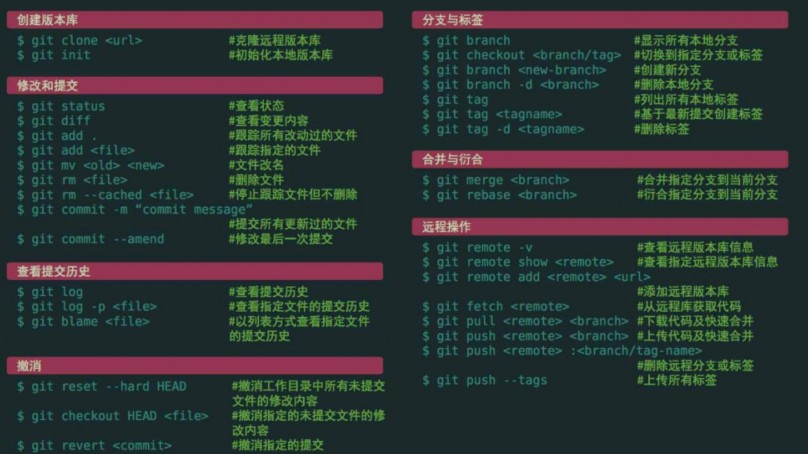 创建版本库
$ git clone <url> #克隆远程版本库
$ git init #初始化本地版本库
修改和提交
$ git status #查看状态
$ git diff #查看变更内容
$ git add . #跟踪所有改动过的文件
$ git add <file> #跟踪指定的文件
$ git mv <old> <new> #文件改名
$ git rm <file> #删除文件
$ git rm --cached <file> #停止跟踪文件但不删除
$ git commit -m “commit message”
#提交所有更新过的文件
$ git commit --amend #修改最后一次提交
查看提交历史
$ git log #查看提交历史
$ git log -p <file> #查看指定文件的提交历史
$ git blame <file> #以列表方式查看指定文件
的提交历史
撤消
$ git reset --hard HEAD #撤消工作目录中所有未提交
文件的修改内容
$ git checkout HEAD <file> #撤消指定的未提交文件的修
改内容
$ git revert <commit> #撤消指定的提交
分支与标签
$ git branch #显示所有本地分支
$ git checkout <branch/tag> #切换到指定分支或标签
$ git branch <new-branch> #创建新分支
$ git branch -d <branch> #删除本地分支
$ git tag #列出所有本地标签
$ git tag <tagname> #基于最新提交创建标签
$ git tag -d <tagname> #删除标签
合并与衍合
$ git merge <branch> #合并指定分支到当前分支
$ git rebase <branch> #衍合指定分支到当前分支
远程操作
$ git remote -v #查看远程版本库信息
$ git remote show <remote> #查看指定远程版本库信息
$ git remote add <remote> <url>
#添加远程版本库
$ git fetch <remote> #从远程库获取代码
$ git pull <remote> <branch> #下载代码及快速合并
$ git push <remote> <branch> #上传代码及快速合并
$ git push <remote> :<branch/tag-name>
#删除远程分支或标签
$ git push --tags #上传所有标签